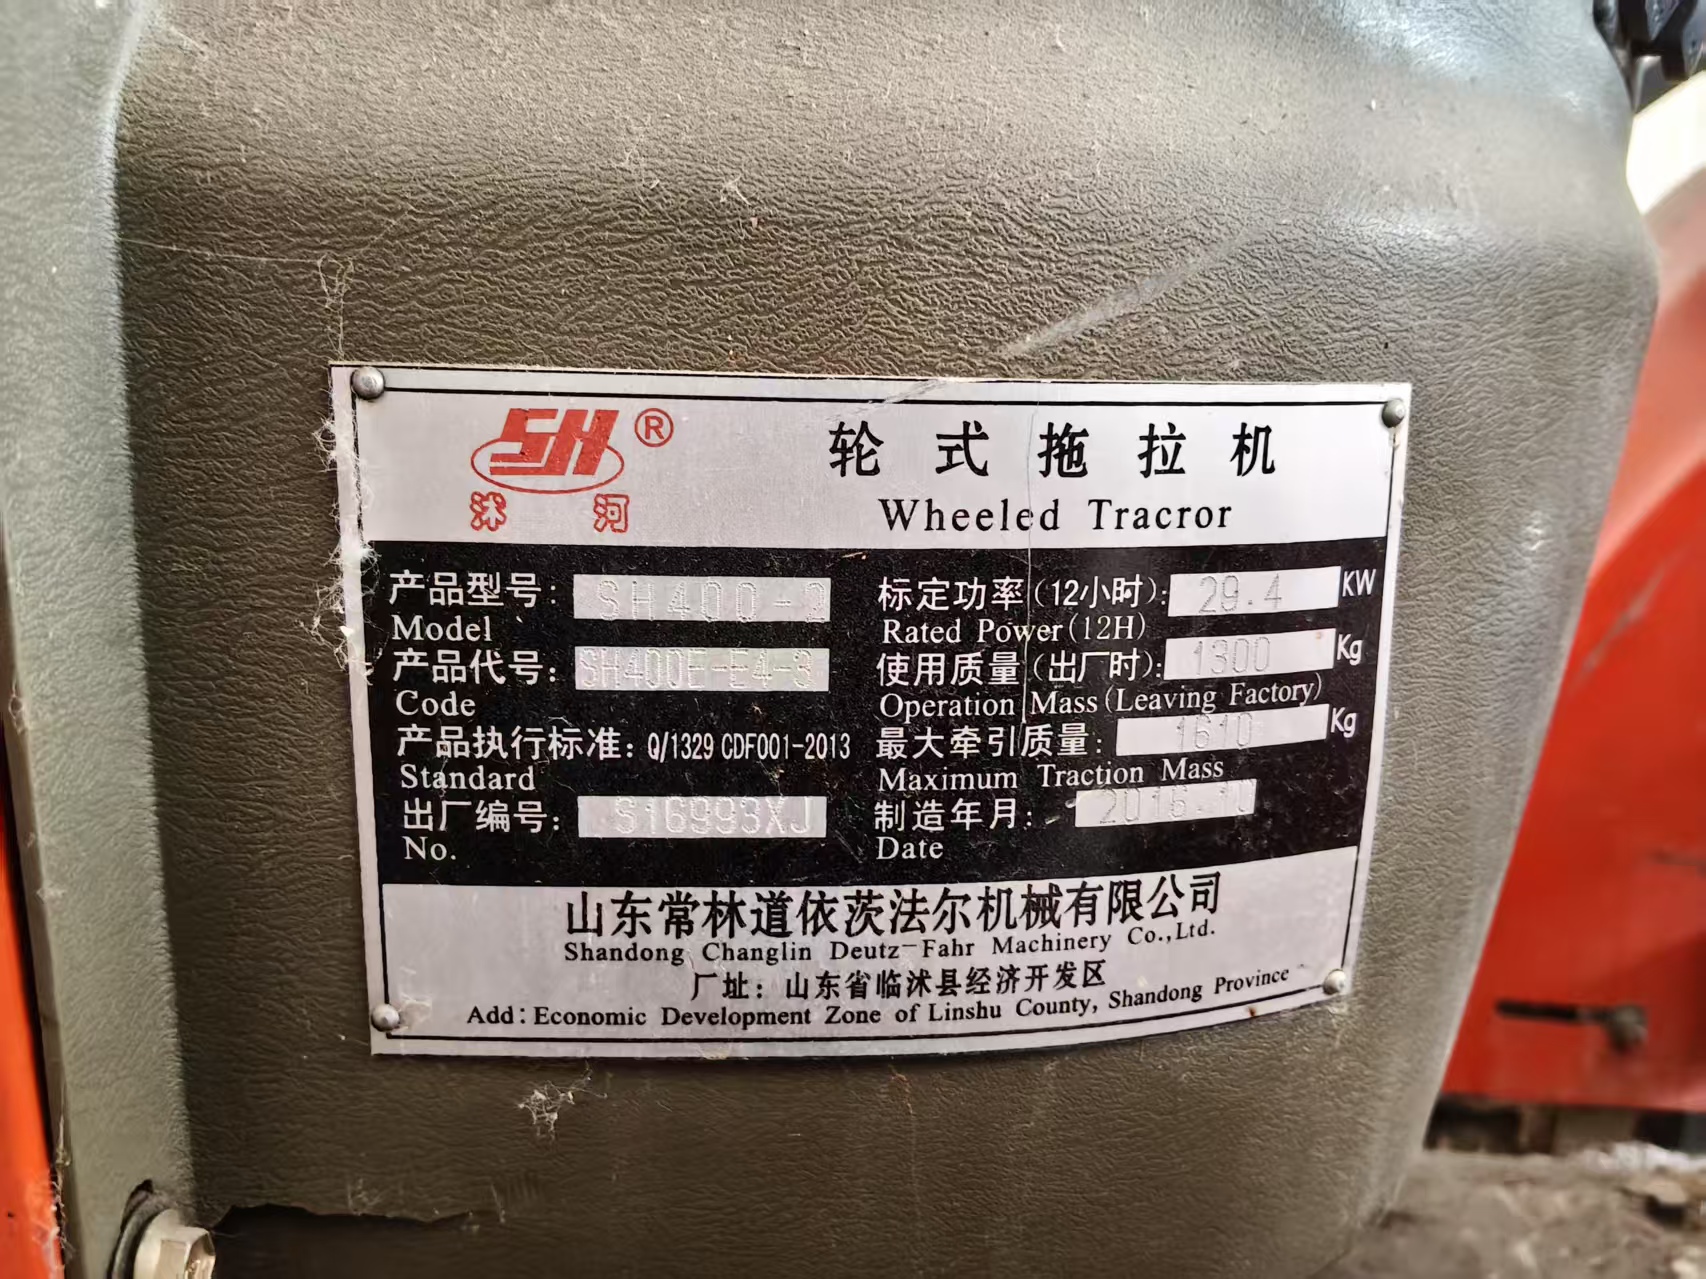 SH®
沭河
轮式拖拉机
Wheeled Tracror
产品型号: SH400-2
Model
产品代号: SH400E-E4-3
Code
产品执行标准: Q/1329 CDF001-2013
Standard
出厂编号: S16993XJ
No.
标定功率(12小时): 29.4 KW
Rated Power(12H)
使用质量(出厂时): 1300 Kg
Operation Mass(Leaving Factory)
最大牵引质量: 1610 Kg
Maximum Traction Mass
制造年月: 2016.10
Date
山东常林道依茨法尔机械有限公司
Shandong Changlin Deutz-Fahr Machinery Co.,Ltd.
厂址: 山东省临沭县经济开发区
Add: Economic Development Zone of Linshu County, Shandong Province